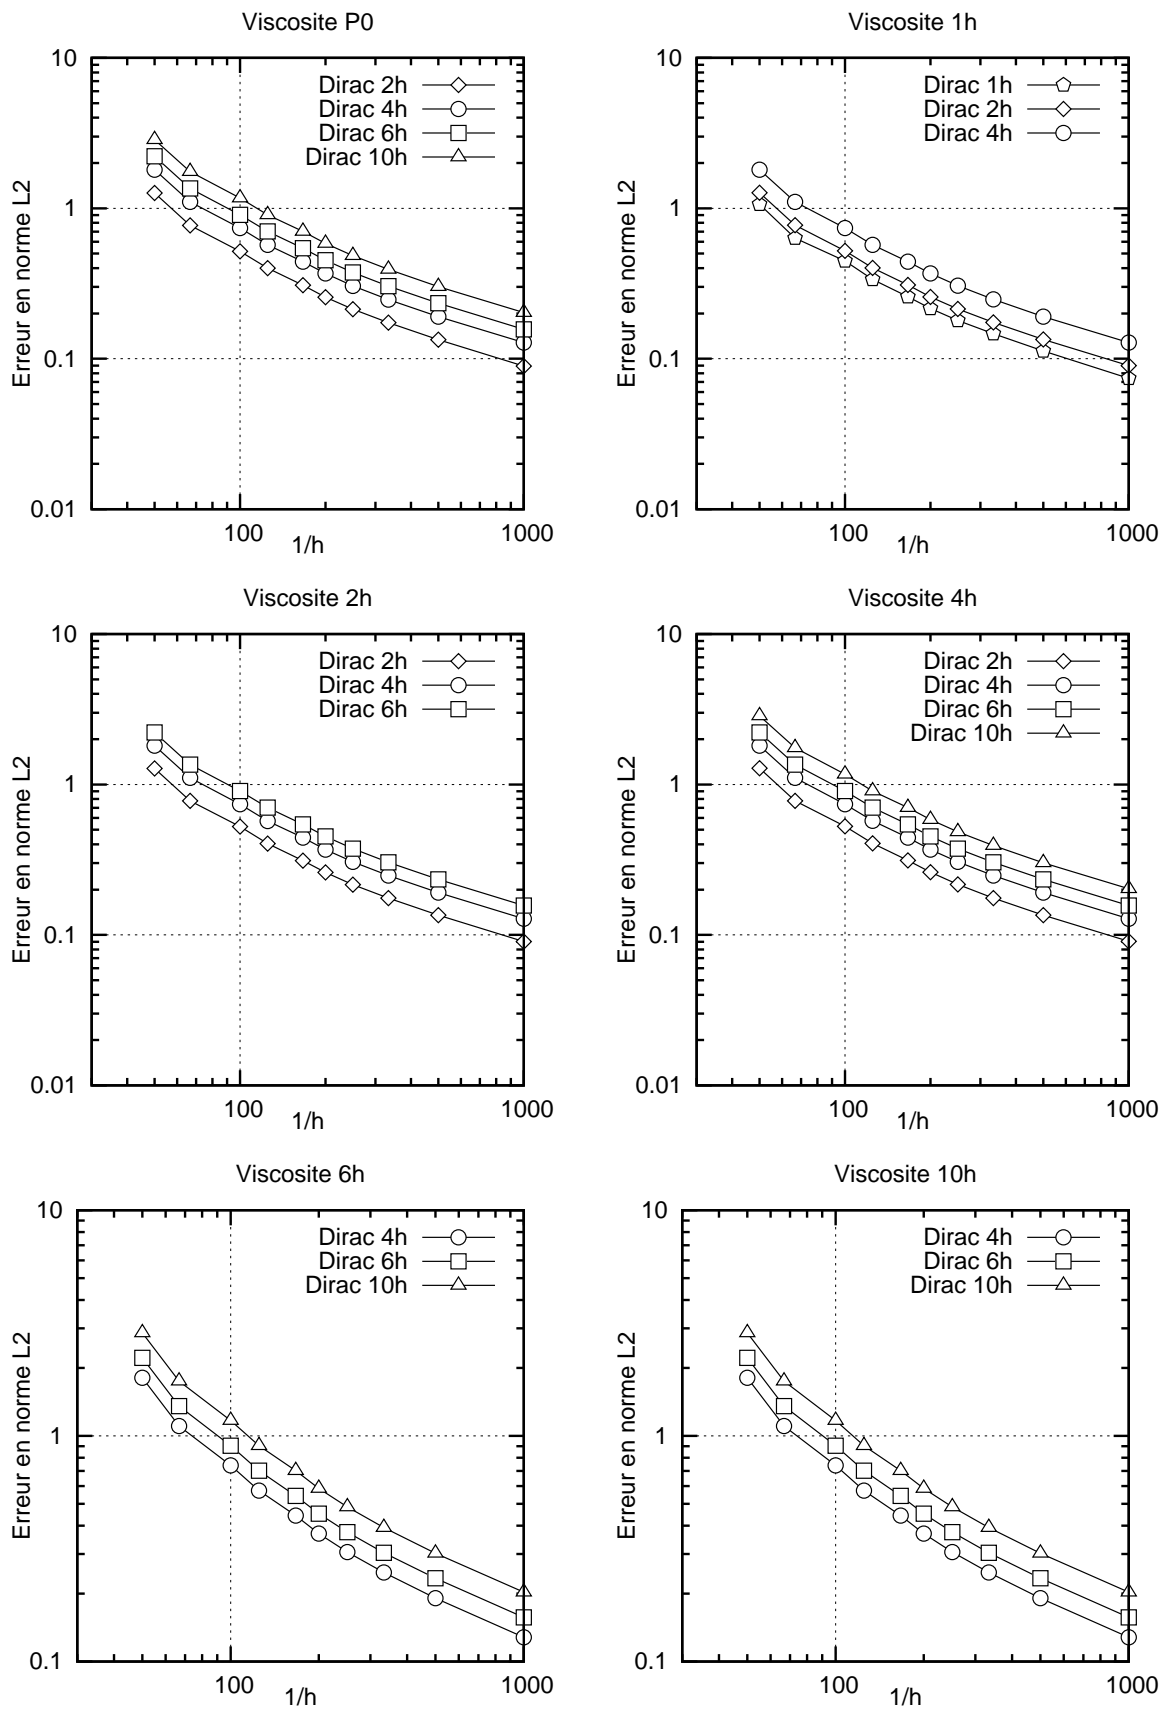 Viscosite P0
10
1
0.1
0.01
100
1000
1/h
Erreur en norme L2
Dirac 2h
Dirac 4h
Dirac 6h
Dirac 10h
Viscosite 1h
10
1
0.1
0.01
100
1000
1/h
Erreur en norme L2
Dirac 1h
Dirac 2h
Dirac 4h
Viscosite 2h
10
1
0.1
0.01
100
1000
1/h
Erreur en norme L2
Dirac 2h
Dirac 4h
Dirac 6h
Viscosite 4h
10
1
0.1
0.01
100
1000
1/h
Erreur en norme L2
Dirac 2h
Dirac 4h
Dirac 6h
Dirac 10h
Viscosite 6h
10
1
0.1
100
1000
1/h
Erreur en norme L2
Dirac 4h
Dirac 6h
Dirac 10h
Viscosite 10h
10
1
0.1
100
1000
1/h
Erreur en norme L2
Dirac 4h
Dirac 6h
Dirac 10h